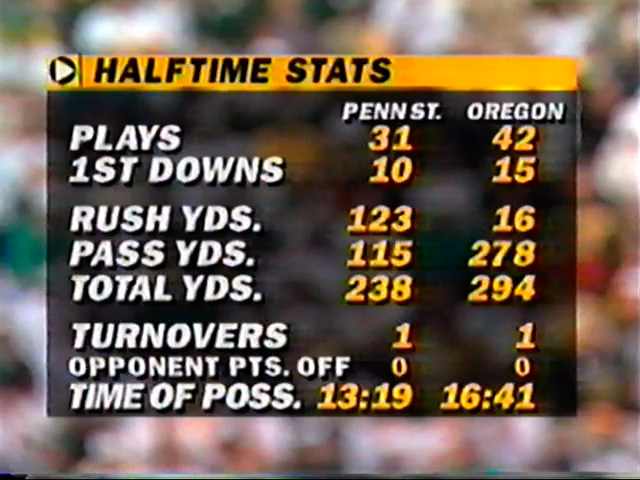 HALFTIME STATS
PENN ST. OREGON
PLAYS 31 42
1ST DOWNS 10 15
RUSH YDS. 123 16
PASS YDS. 115 278
TOTAL YDS. 238 294
TURNOVERS 1 1
OPPONENT PTS. OFF 0 0
TIME OF POSS. 13:19 16:41